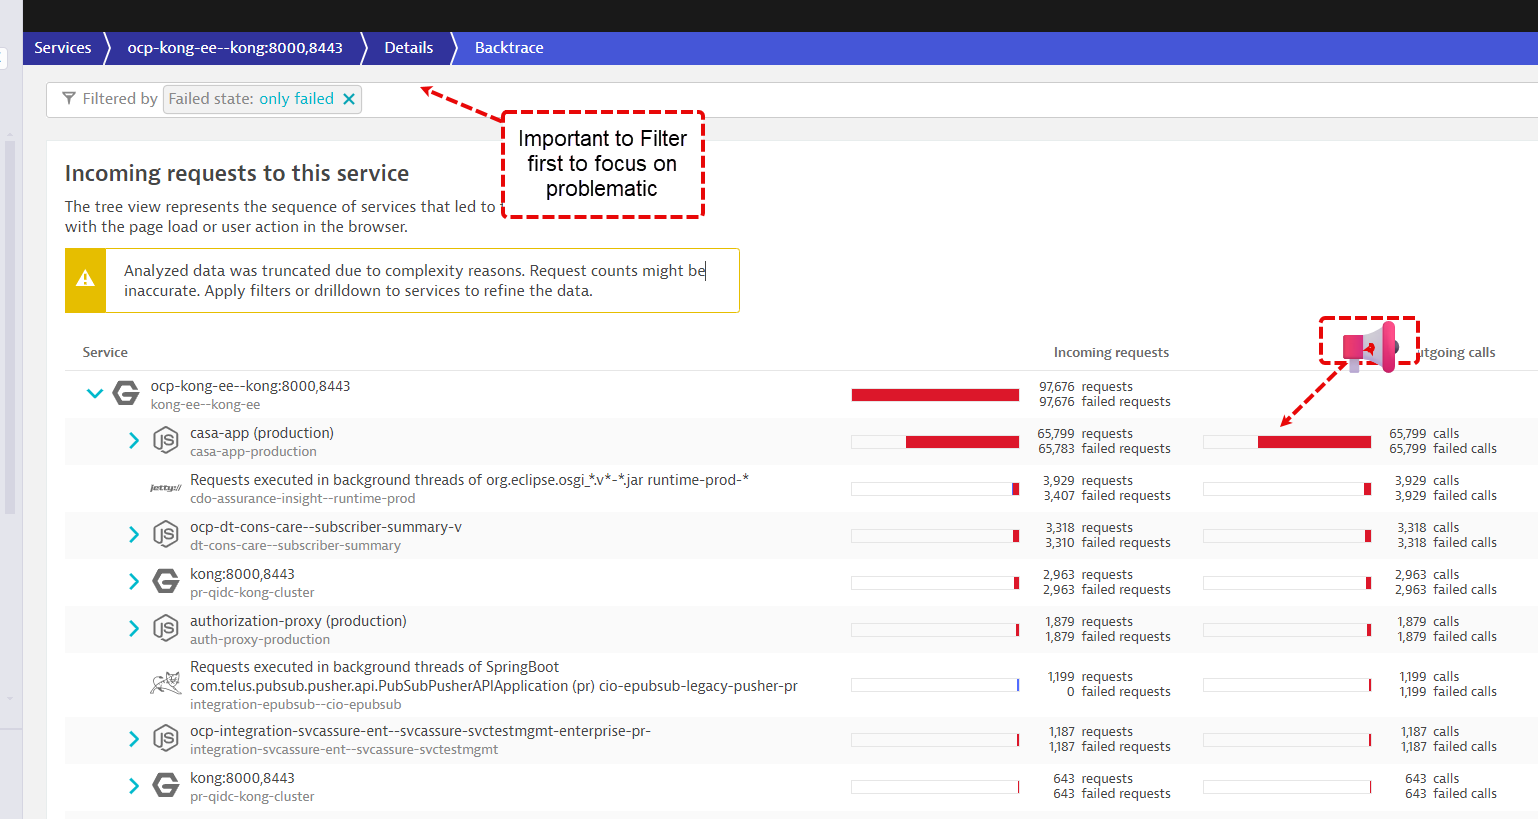 Services
ocp-kong-ee--kong:8000,8443
Details
Backtrace
Filtered by Failed state: only failed
Important to Filter
first to focus on
problematic
Incoming requests to this service
The tree view represents the sequence of services that led to
with the page load or user action in the browser.
Analyzed data was truncated due to complexity reasons. Request counts might be
inaccurate. Apply filters or drilldown to services to refine the data.
Service
Incoming requests
utgoing calls
ocp-kong-ee--kong:8000,8443
kong-ee--kong-ee
97,676 requests
97,676 failed requests
casa-app (production)
casa-app-production
65,799 requests
65,783 failed requests
65,799 calls
65,799 failed calls
jetty://
Requests executed in background threads of org.eclipse.osgi_*.v*-*.jar runtime-prod-*
cdo-assurance-insight--runtime-prod
3,929 requests
3,407 failed requests
3,929 calls
3,929 failed calls
ocp-dt-cons-care--subscriber-summary-v
dt-cons-care--subscriber-summary
3,318 requests
3,310 failed requests
3,318 calls
3,318 failed calls
kong:8000,8443
pr-qidc-kong-cluster
2,963 requests
2,963 failed requests
2,963 calls
2,963 failed calls
authorization-proxy (production)
auth-proxy-production
1,879 requests
1,879 failed requests
1,879 calls
1,879 failed calls
Requests executed in background threads of SpringBoot
com.telus.pubsub.pusher.api.PubSubPusherAPIApplication (pr) cio-epubsub-legacy-pusher-pr
integration-epubsub--cio-epubsub
1,199 requests
0 failed requests
1,199 calls
1,199 failed calls
ocp-integration-svcassure-ent--svcassure-svctestmgmt-enterprise-pr-
integration-svcassure-ent--svcassure-svctestmgmt
1,187 requests
1,187 failed requests
1,187 calls
1,187 failed calls
kong:8000,8443
pr-qidc-kong-cluster
643 requests
643 failed requests
643 calls
643 failed calls